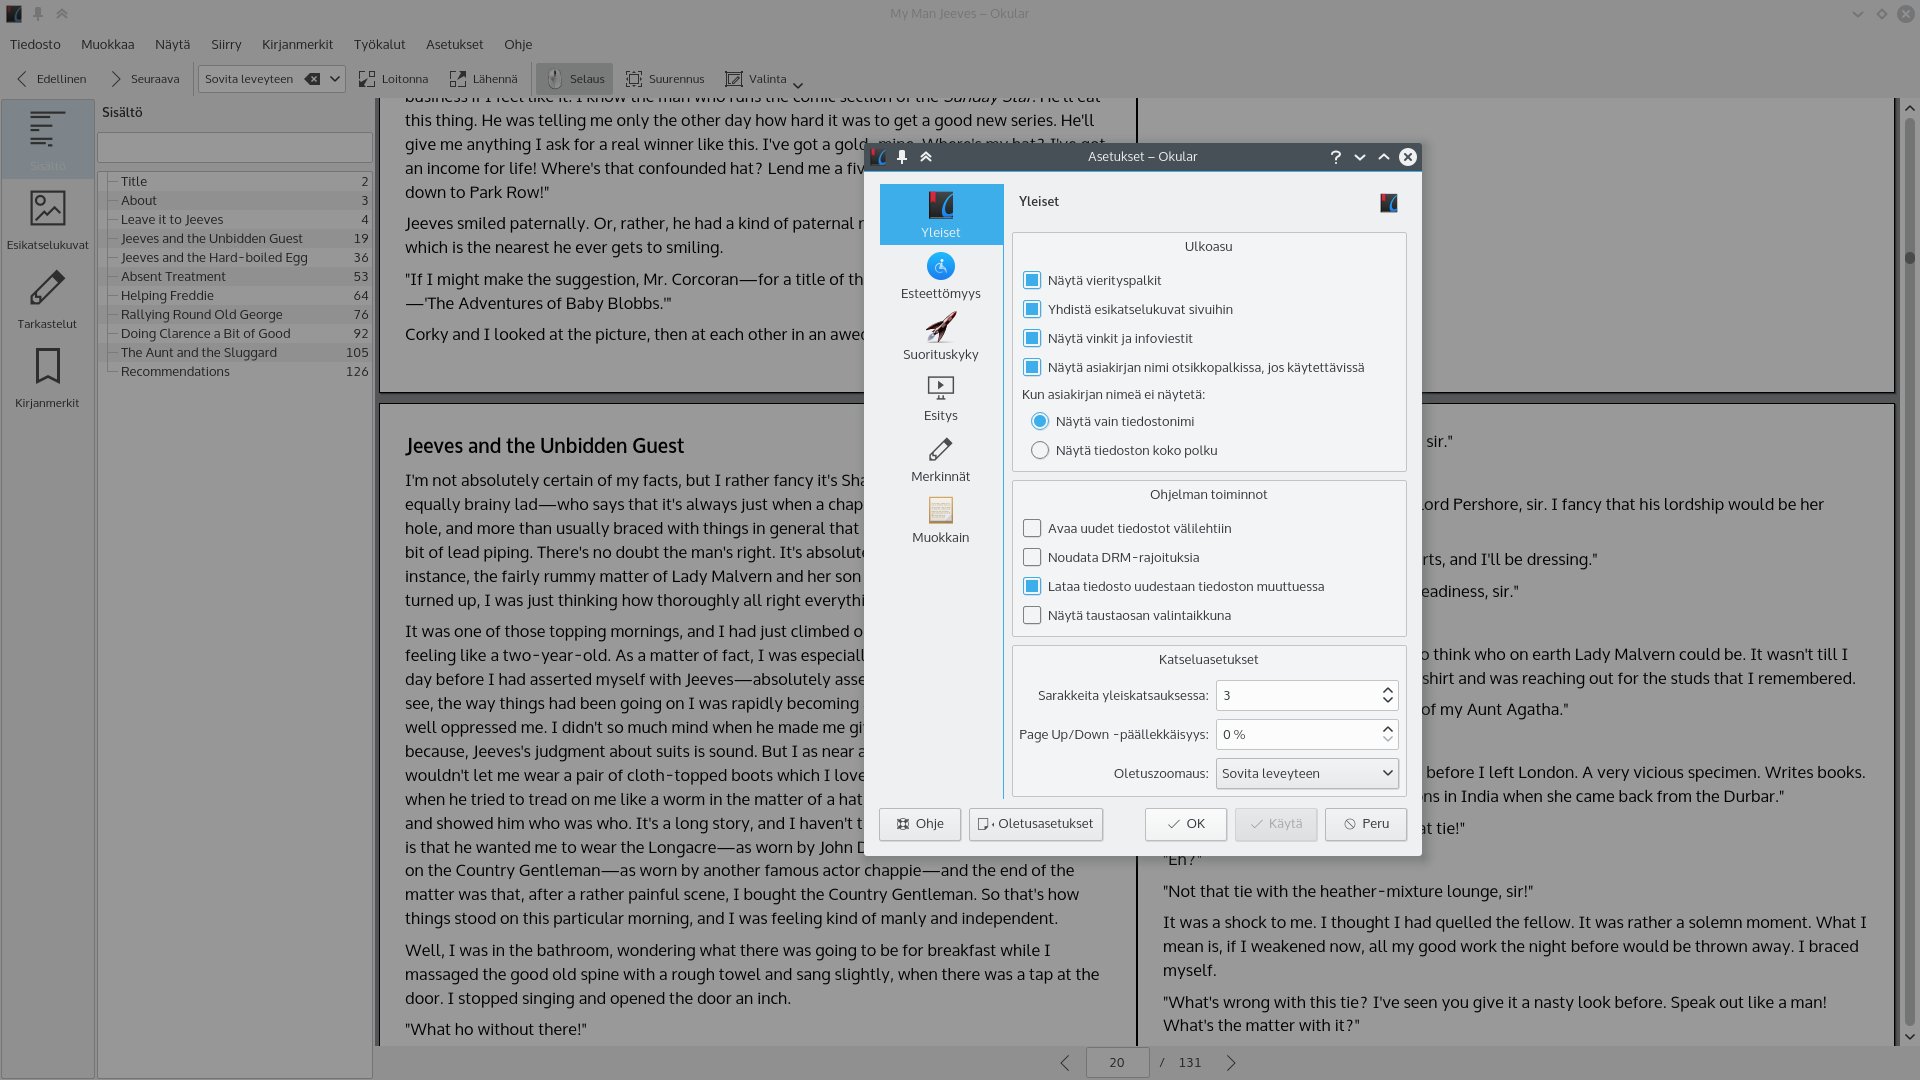 My Man Jeeves – Okular
Tiedosto Muokkaa Näytä Siirry Kirjanmerkit Työkalut Asetukset Ohje
Edellinen Seuraava Sovita leveyteen Loitonna Lähennä Selaus Suurennus Valinta
Sisältö
Esikatselukuvat
Tarkastelut
Kirjanmerkit
Sisältö
Title 2
About 3
Leave it to Jeeves 4
Jeeves and the Unbidden Guest 19
Jeeves and the Hard-boiled Egg 36
Absent Treatment 53
Helping Freddie 64
Rallying Round Old George 76
Doing Clarence a Bit of Good 92
The Aunt and the Sluggard 105
Recommendations 126
business if I feel like it. I know the man who runs the comic section of the Sunday Star. He'll eat
this thing. He was telling me only the other day how hard it was to get a good new series. He'll
give me anything I ask for a real winner like this. I've got a gold-mine. Where's my hat? I've got
an income for life! Where's that confounded hat? Lend me a fiv
down to Park Row!"
Jeeves smiled paternally. Or, rather, he had a kind of paternal
which is the nearest he ever gets to smiling.
"If I might make the suggestion, Mr. Corcoran—for a title of th
—'The Adventures of Baby Blobbs.'"
Corky and I looked at the picture, then at each other in an awe
Jeeves and the Unbidden Guest
I'm not absolutely certain of my facts, but I rather fancy it's Sha
equally brainy lad—who says that it's always just when a chap
hole, and more than usually braced with things in general that
bit of lead piping. There's no doubt the man's right. It's absolute
instance, the fairly rummy matter of Lady Malvern and her son
turned up, I was just thinking how thoroughly all right everythi
It was one of those topping mornings, and I had just climbed o
feeling like a two-year-old. As a matter of fact, I was especiall
day before I had asserted myself with Jeeves—absolutely asse
see, the way things had been going on I was rapidly becoming
well oppressed me. I didn't so much mind when he made me gi
because, Jeeves's judgment about suits is sound. But I as near a
wouldn't let me wear a pair of cloth-topped boots which I love
when he tried to tread on me like a worm in the matter of a hat
and showed him who was who. It's a long story, and I haven't t
is that he wanted me to wear the Longacre—as worn by John D
on the Country Gentleman—as worn by another famous actor chappie—and the end of the
matter was that, after a rather painful scene, I bought the Country Gentleman. So that's how
things stood on this particular morning, and I was feeling kind of manly and independent.
Well, I was in the bathroom, wondering what there was going to be for breakfast while I
massaged the good old spine with a rough towel and sang slightly, when there was a tap at the
door. I stopped singing and opened the door an inch.
"What ho without there!"
sir."
ord Pershore, sir. I fancy that his lordship would be her
rts, and I'll be dressing."
eadiness, sir."
o think who on earth Lady Malvern could be. It wasn't till I
shirt and was reaching out for the studs that I remembered.
of my Aunt Agatha."
before I left London. A very vicious specimen. Writes books.
ns in India when she came back from the Durbar."
at tie!"
"Eh?"
"Not that tie with the heather-mixture lounge, sir!"
It was a shock to me. I thought I had quelled the fellow. It was rather a solemn moment. What I
mean is, if I weakened now, all my good work the night before would be thrown away. I braced
myself.
"What's wrong with this tie? I've seen you give it a nasty look before. Speak out like a man!
What's the matter with it?"
20 / 131
Asetukset – Okular
Yleiset
Esteettömyys
Suorituskyky
Esitys
Merkinnät
Muokkain
Yleiset
Ulkoasu
Näytä vierityspalkit
Yhdistä esikatselukuvat sivuihin
Näytä vinkit ja infoviestit
Näytä asiakirjan nimi otsikkopalkissa, jos käytettävissä
Kun asiakirjan nimeä ei näytetä:
Näytä vain tiedostonimi
Näytä tiedoston koko polku
Ohjelman toiminnot
Avaa uudet tiedostot välilehtiin
Noudata DRM-rajoituksia
Lataa tiedosto uudestaan tiedoston muuttuessa
Näytä taustaosan valintaikkuna
Katseluasetukset
Sarakkeita yleiskatsauksessa: 3
Page Up/Down -päällekkäisyys: 0 %
Oletuszoomaus: Sovita leveyteen
Ohje Oletusasetukset OK Käytä Peru